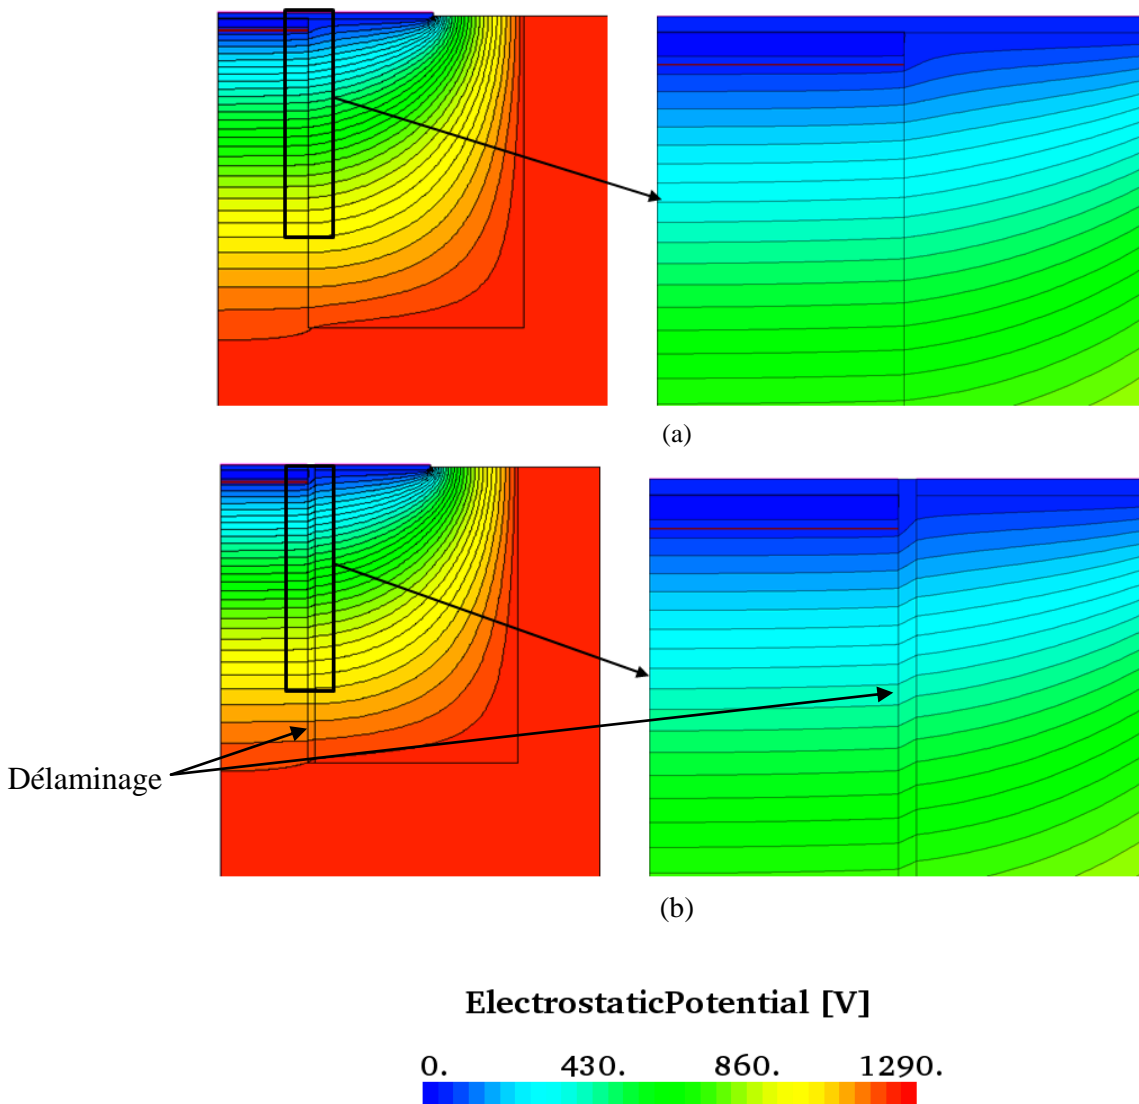 (a)
Délaminage
(b)
ElectrostaticPotential [V]
0. 430. 860. 1290.